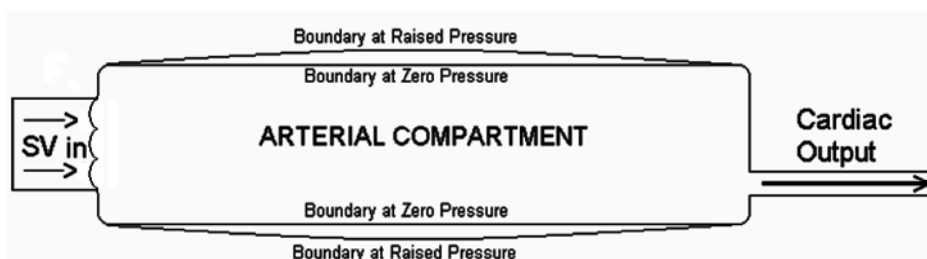 Boundary at Raised Pressure
Boundary at Zero Pressure
SV in
ARTERIAL COMPARTMENT
Cardiac
Output
Boundary at Zero Pressure
Boundary at Raised Pressure